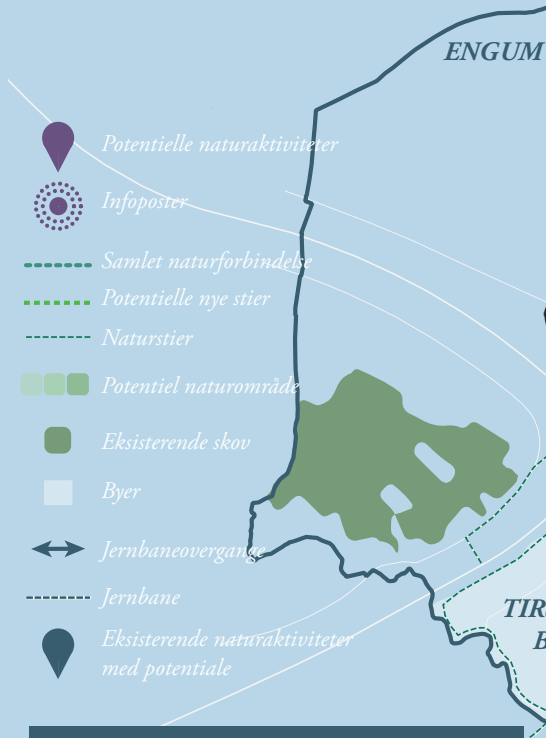 ENGUM
Potentielle naturaktiviteter
Infoposter
Samlet naturforbindelse
Potentielle nye stier
Naturstier
Potentiel naturområde
Eksisterende skov
Byer
Jernbaneovergange
Jernbane
TIR
B
Eksisterende naturaktiviteter
med potentiale